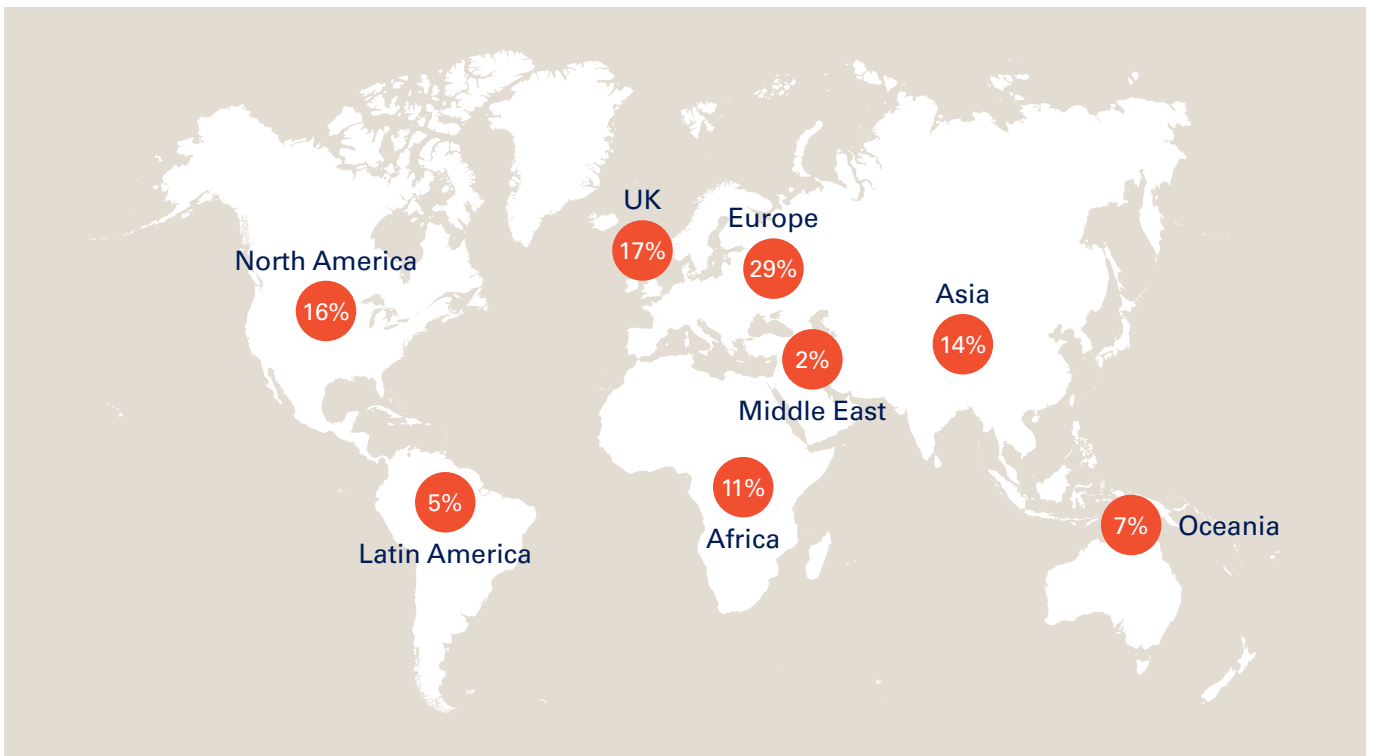 UK
17%
Europe
29%
North America
16%
Asia
14%
2%
Middle East
5%
Latin America
11%
Africa
7%
Oceania